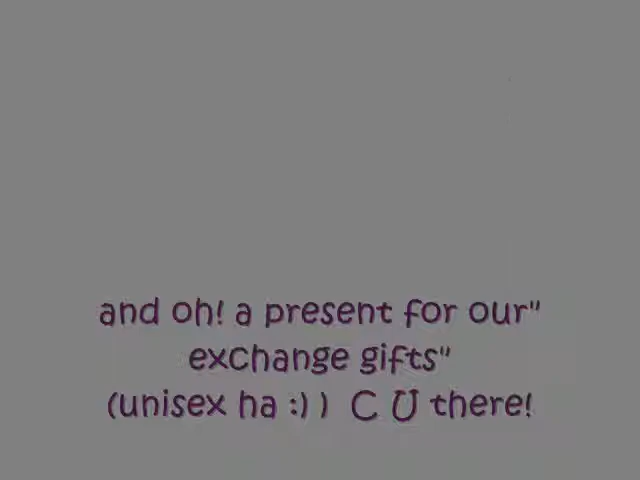 and oh! a present for our"
exchange gifts"
(unisex ha :) ) C U there!